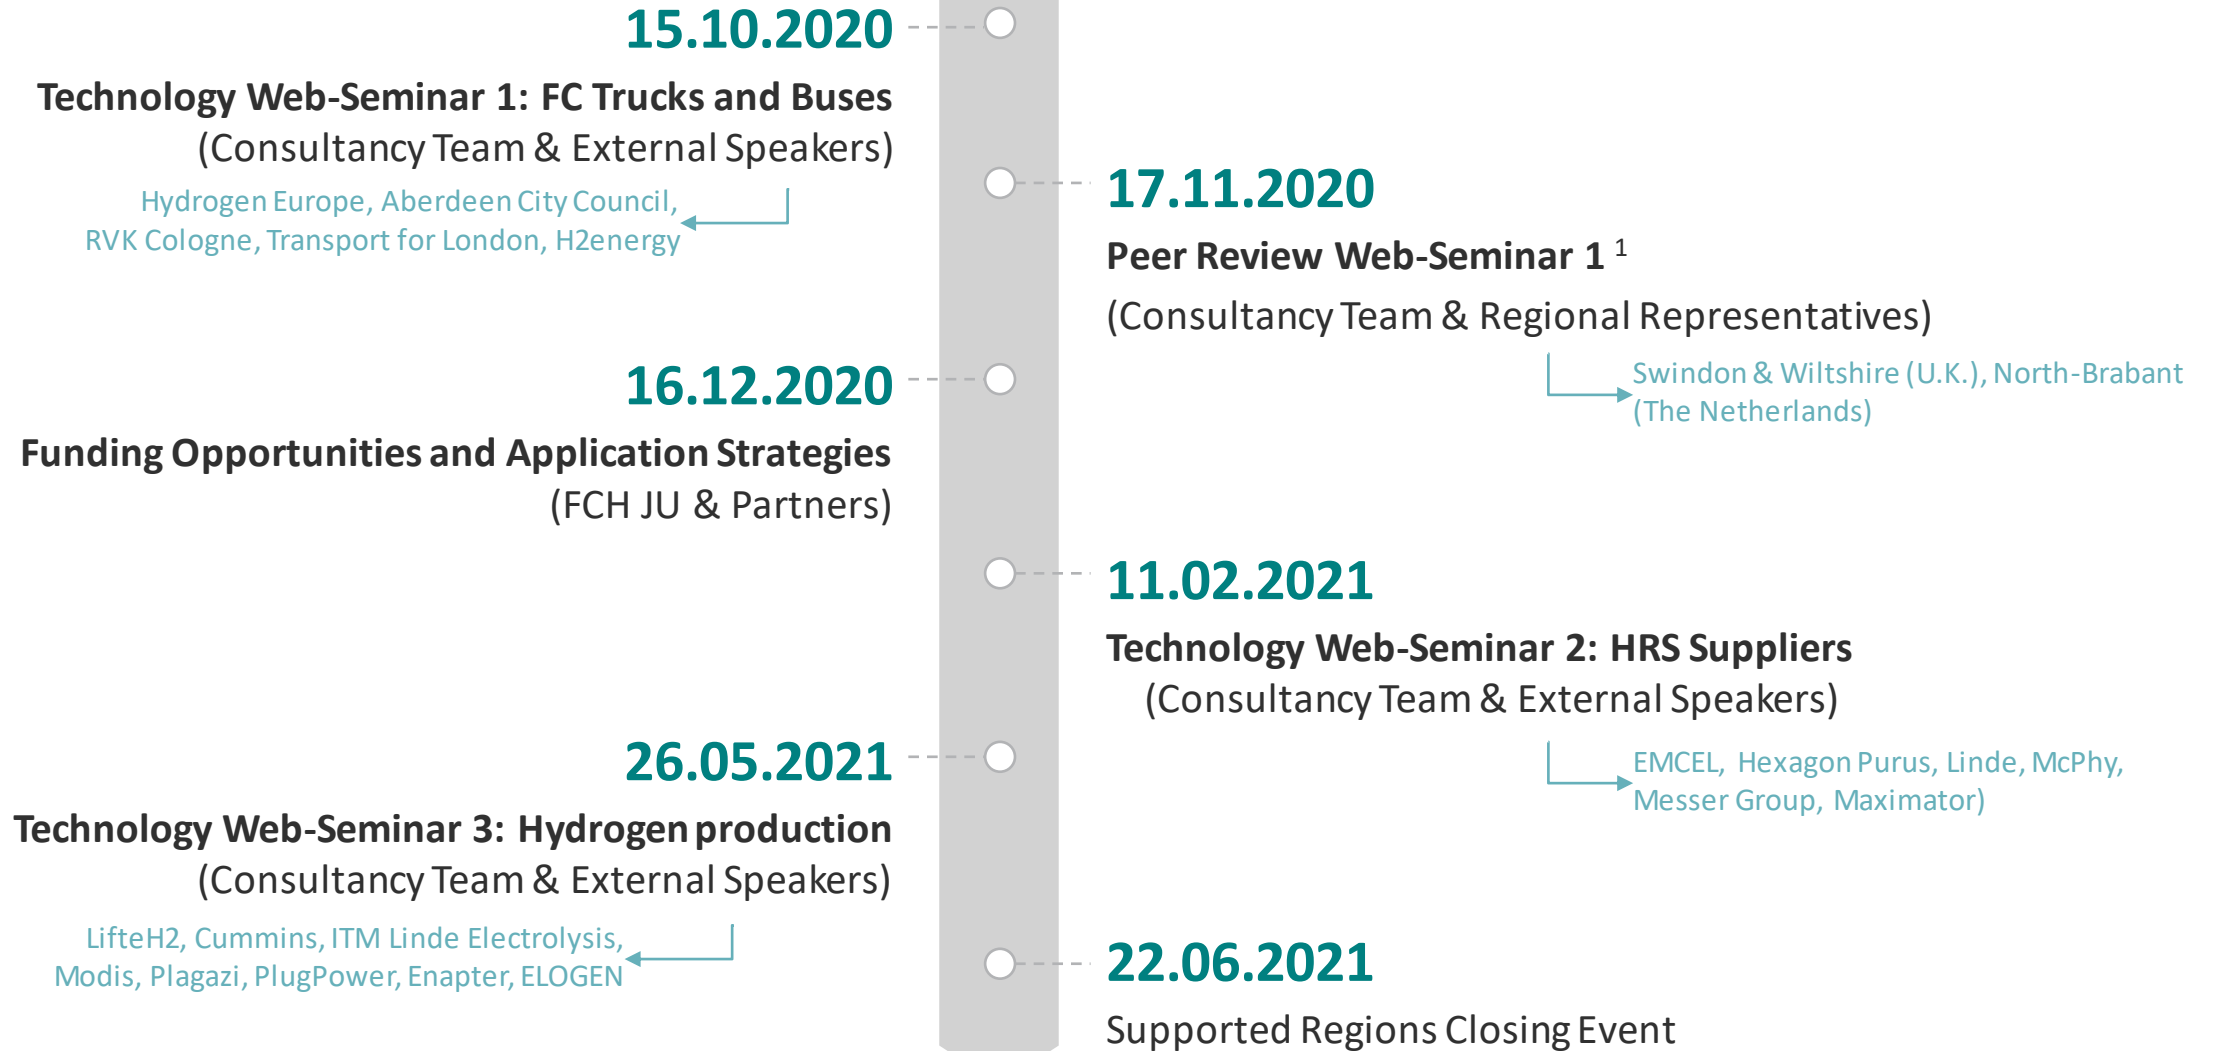 15.10.2020
Technology Web-Seminar 1: FC Trucks and Buses
(Consultancy Team & External Speakers)
Hydrogen Europe, Aberdeen City Council,
RVK Cologne, Transport for London, H2energy
17.11.2020
Peer Review Web-Seminar 1 ¹
(Consultancy Team & Regional Representatives)
Swindon & Wiltshire (U.K.), North-Brabant
(The Netherlands)
16.12.2020
Funding Opportunities and Application Strategies
(FCH JU & Partners)
11.02.2021
Technology Web-Seminar 2: HRS Suppliers
(Consultancy Team & External Speakers)
EMCEL, Hexagon Purus, Linde, McPhy,
Messer Group, Maximator)
26.05.2021
Technology Web-Seminar 3: Hydrogen production
(Consultancy Team & External Speakers)
LifteH2, Cummins, ITM Linde Electrolysis,
Modis, Plagazi, PlugPower, Enapter, ELOGEN
22.06.2021
Supported Regions Closing Event